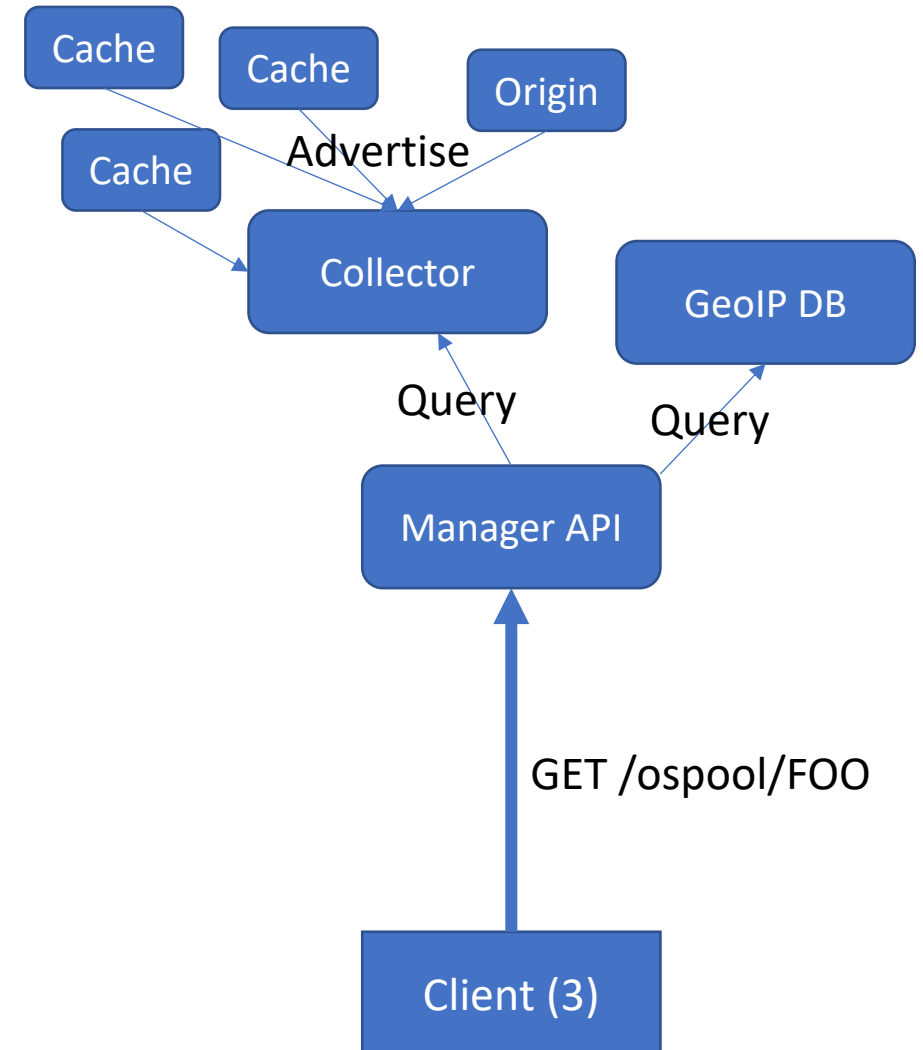 Cache
Cache
Origin
Advertise
Cache
Collector
GeoIP DB
Query
Query
Manager API
GET /ospool/FOO
Client (3)